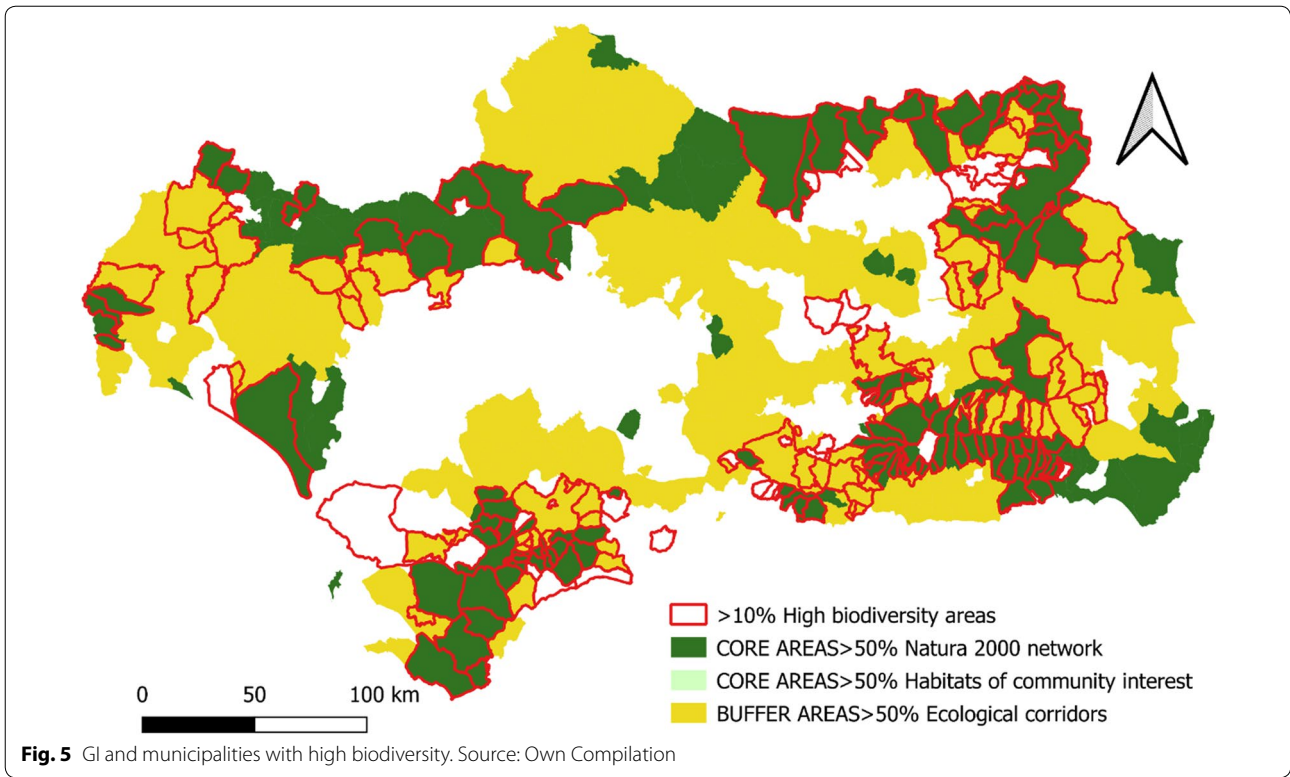 >10% High biodiversity areas
CORE AREAS>50% Natura 2000 network
CORE AREAS>50% Habitats of community interest
BUFFER AREAS>50% Ecological corridors
0 50 100 km
Fig. 5 GI and municipalities with high biodiversity. Source: Own Compilation